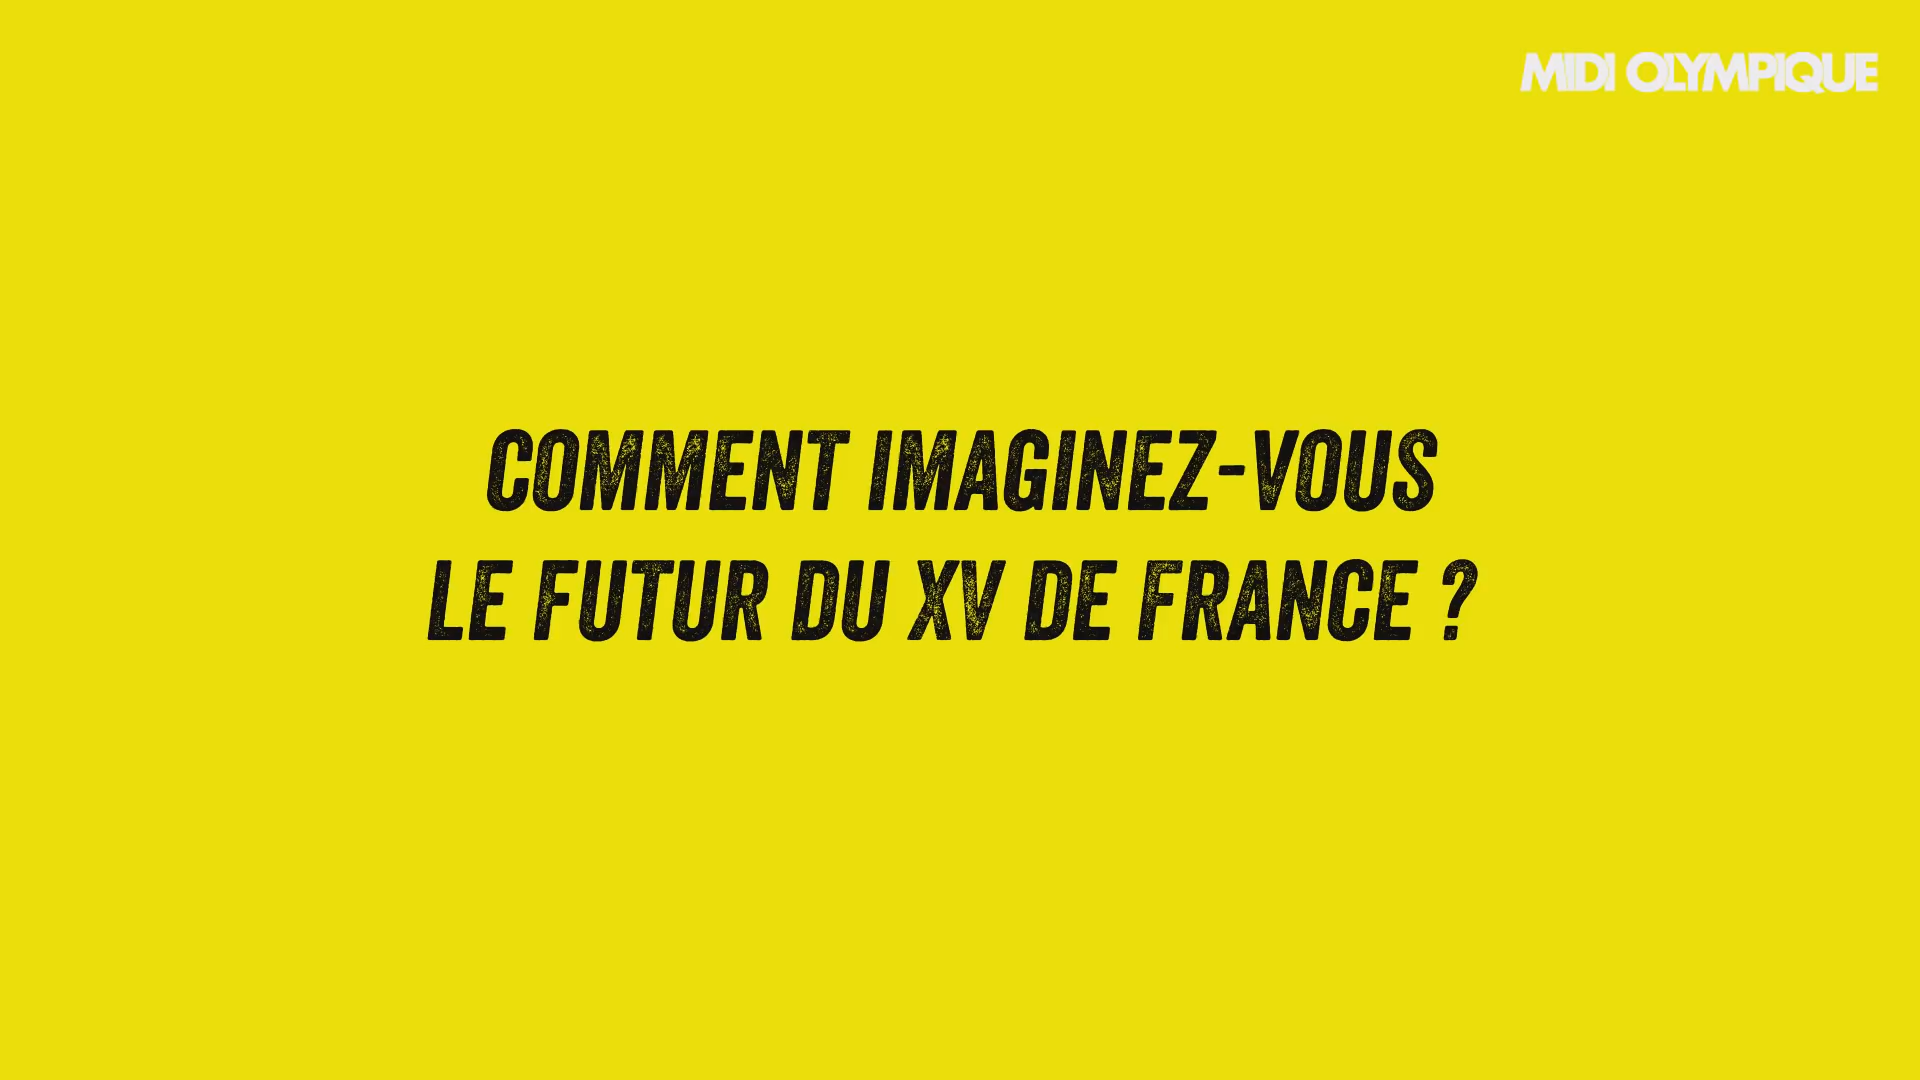 MIDI OLYMPIQUE
COMMENT IMAGINEZ-VOUS
LE FUTUR DU XV DE FRANCE ?